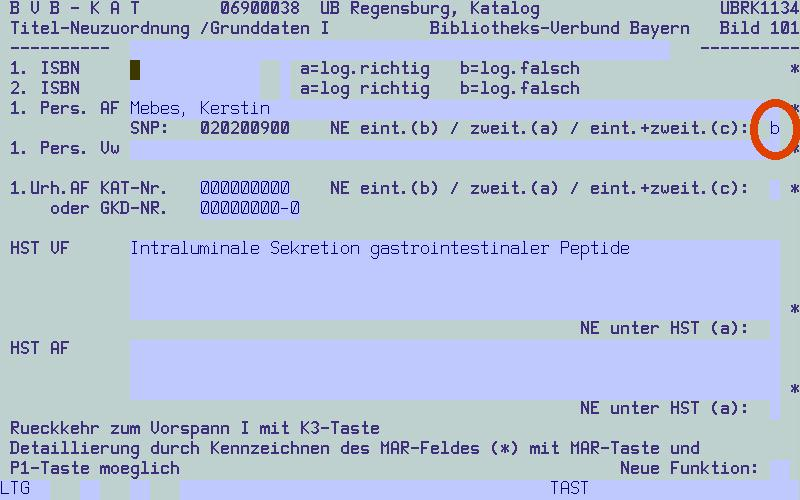 B V B - K A T 06900038 UB Regensburg, Katalog UBRK1134
Titel-Neuzuordnung /Grunddaten I Bibliotheks-Verbund Bayern Bild 101
---------- ----------
1. ISBN a=log.richtig b=log.falsch *
2. ISBN a=log richtig b=log.falsch
1. Pers. AF Mebes, Kerstin *
SNP: 020200900 NE eint.(b) / zweit.(a) / eint.+zweit.(c): b
1. Pers. Vw *
1.Urh.AF KAT-Nr. 000000000 NE eint.(b) / zweit.(a) / eint.+zweit.(c): *
oder GKD-NR. 00000000-0
HST VF Intraluminale Sekretion gastrointestinaler Peptide
*
NE unter HST (a):
HST AF
*
NE unter HST (a):
Rueckkehr zum Vorspann I mit K3-Taste
Detaillierung durch Kennzeichnen des MAR-Feldes (*) mit MAR-Taste und
P1-Taste moeglich Neue Funktion:
LTG TAST